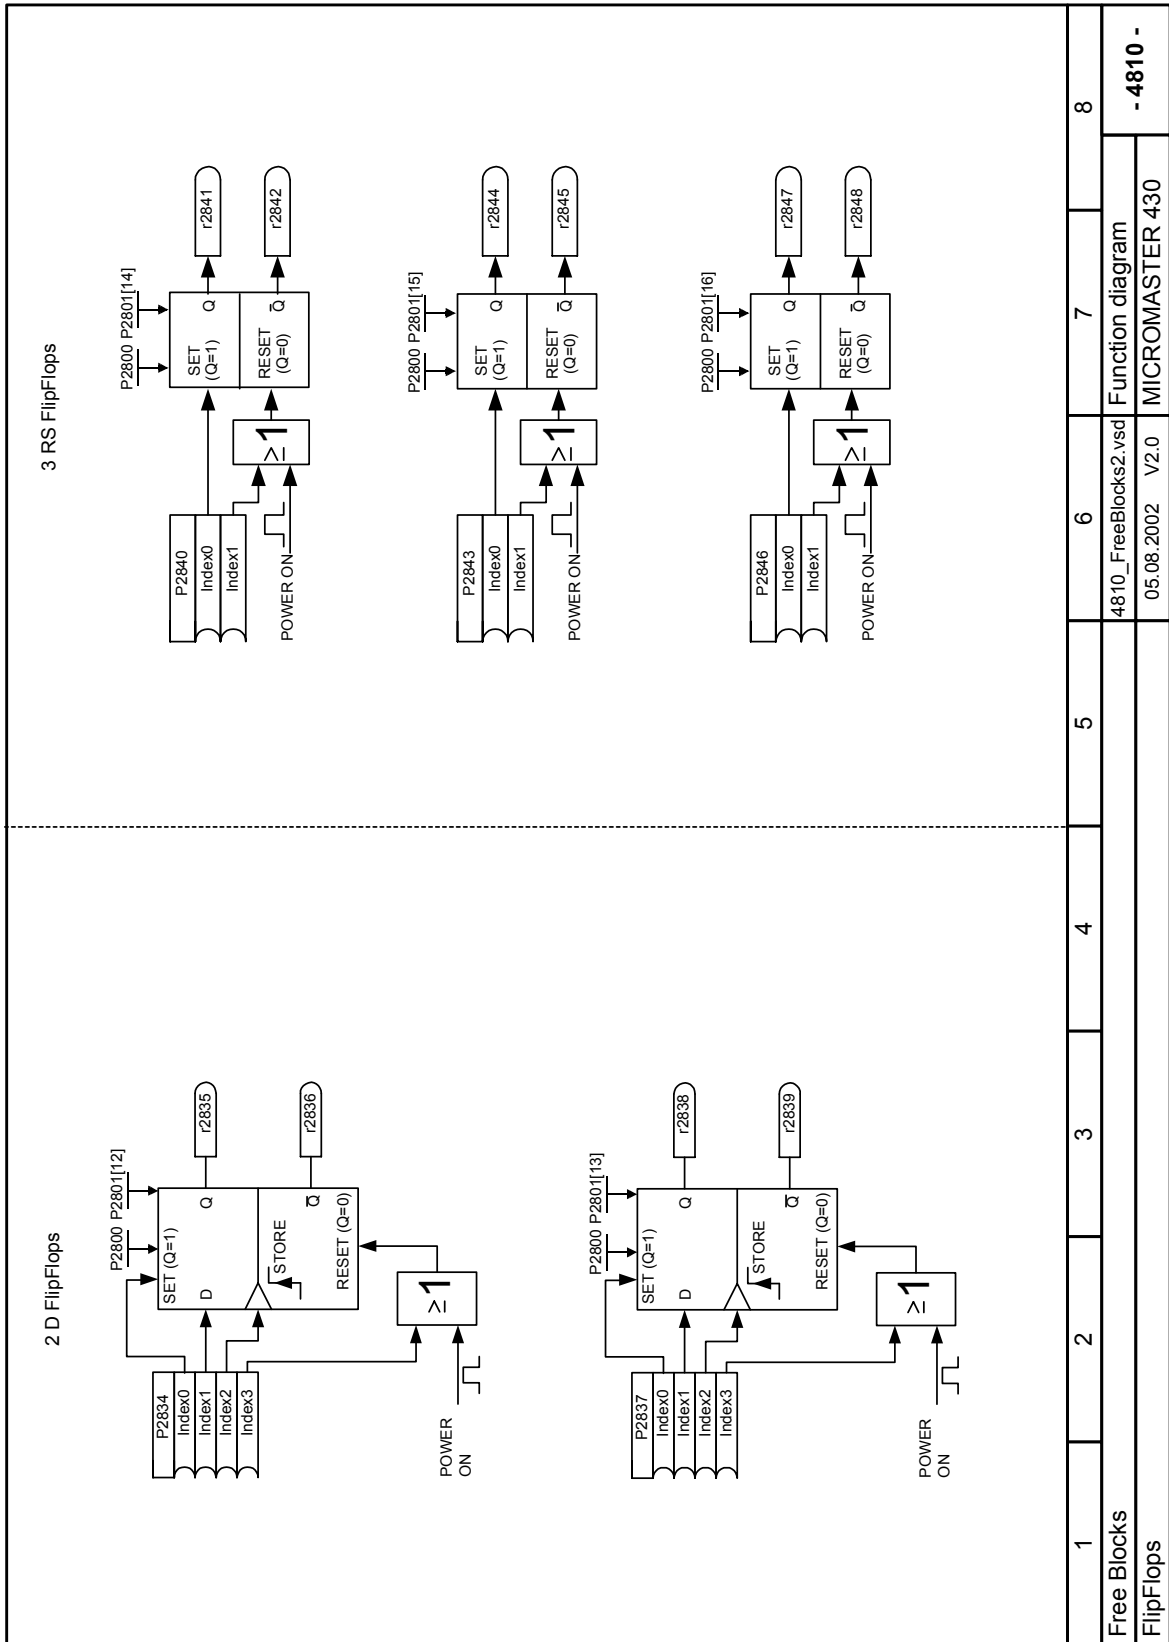 2 D FlipFlops
P2800 P2801[12]
P2834
Index0
Index1
Index2
Index3
SET (Q=1)
D
Q
STORE
Q̅
RESET (Q=0)
r2835
r2836
POWER
ON
≥1
P2800 P2801[13]
P2837
Index0
Index1
Index2
Index3
SET (Q=1)
D
Q
STORE
Q̅
RESET (Q=0)
r2838
r2839
POWER
ON
≥1
3 RS FlipFlops
P2800 P2801[14]
P2840
Index0
Index1
POWER ON
≥1
SET
(Q=1)
Q
RESET
(Q=0)
Q̅
r2841
r2842
P2800 P2801[15]
P2843
Index0
Index1
POWER ON
≥1
SET
(Q=1)
Q
RESET
(Q=0)
Q̅
r2844
r2845
P2800 P2801[16]
P2846
Index0
Index1
POWER ON
≥1
SET
(Q=1)
Q
RESET
(Q=0)
Q̅
r2847
r2848
1 2 3 4 5 6 7 8
Free Blocks 4810_FreeBlocks2.vsd Function diagram
FlipFlops 05.08.2002 V2.0 MICROMASTER 430
- 4810 -